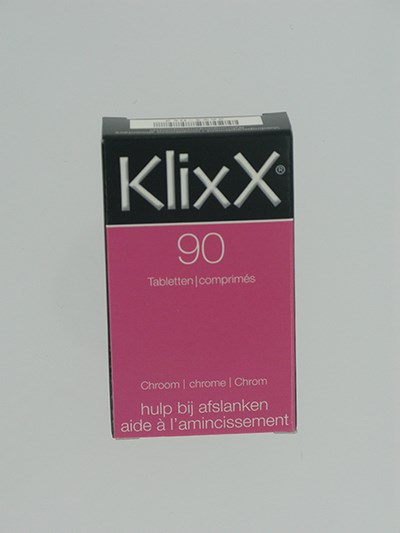 KlixX®
90
Tabletten|comprimés
Chroom | chrome | Chrom
hulp bij afslanken
aide à l'amincissement